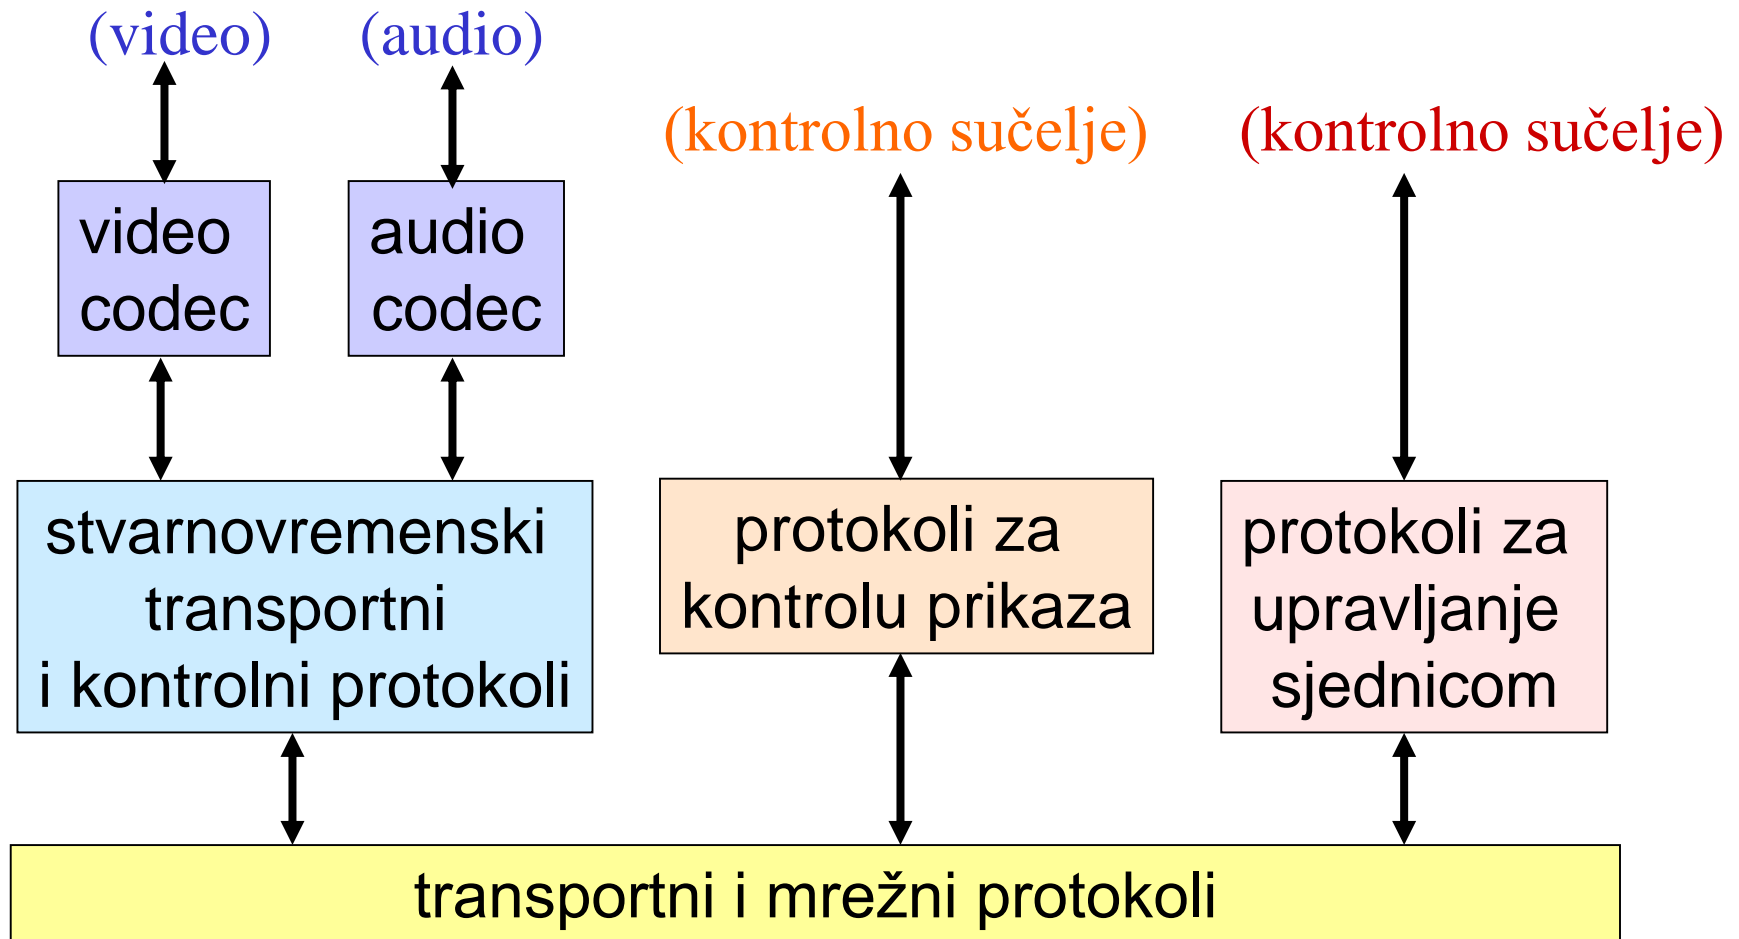 (video)
(audio)
(kontrolno sučelje)
(kontrolno sučelje)
video
codec
audio
codec
stvarnovremenski
transportni
i kontrolni protokoli
protokoli za
kontrolu prikaza
protokoli za
upravljanje
sjednicom
transportni i mrežni protokoli